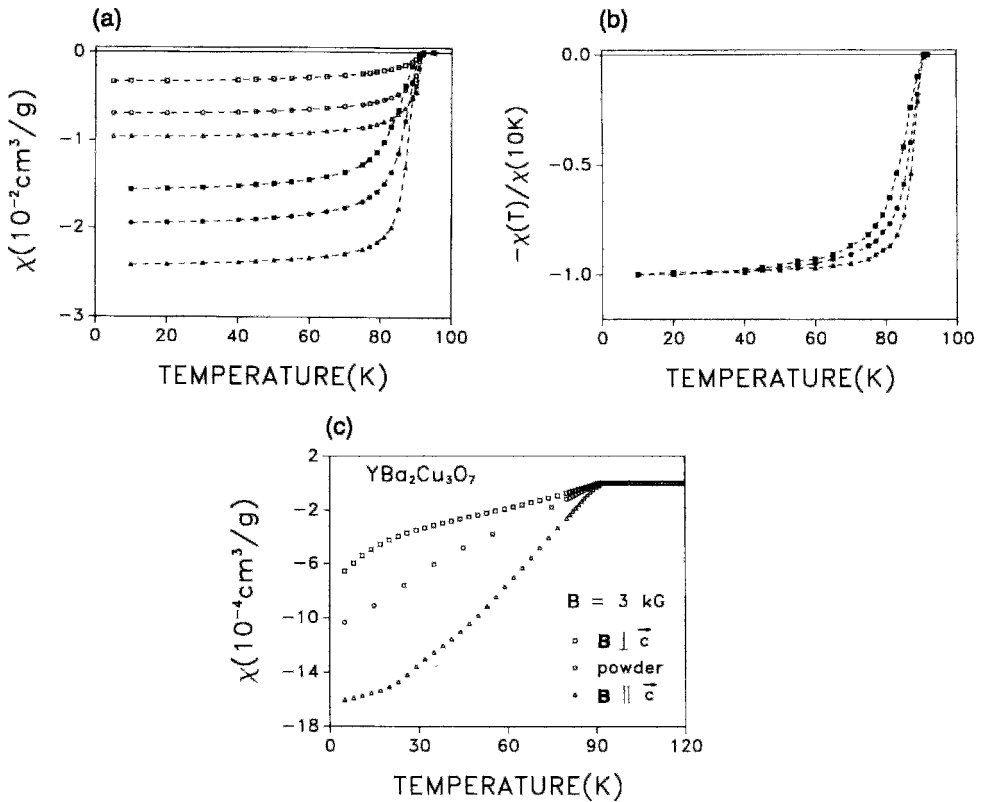 (a)
0
−1
−2
−3
χ(10⁻²cm³/g)
0 20 40 60 80 100
TEMPERATURE(K)
(b)
0.0
−0.5
−1.0
−χ(T)/χ(10K)
0 20 40 60 80 100
TEMPERATURE(K)
(c)
2
−2
−6
−10
−14
−18
χ(10⁻⁴cm³/g)
YBa₂Cu₃O₇
B = 3 kG
□ B ⊥ c⃗
○ powder
△ B ∥ c⃗
0 30 60 90 120
TEMPERATURE(K)